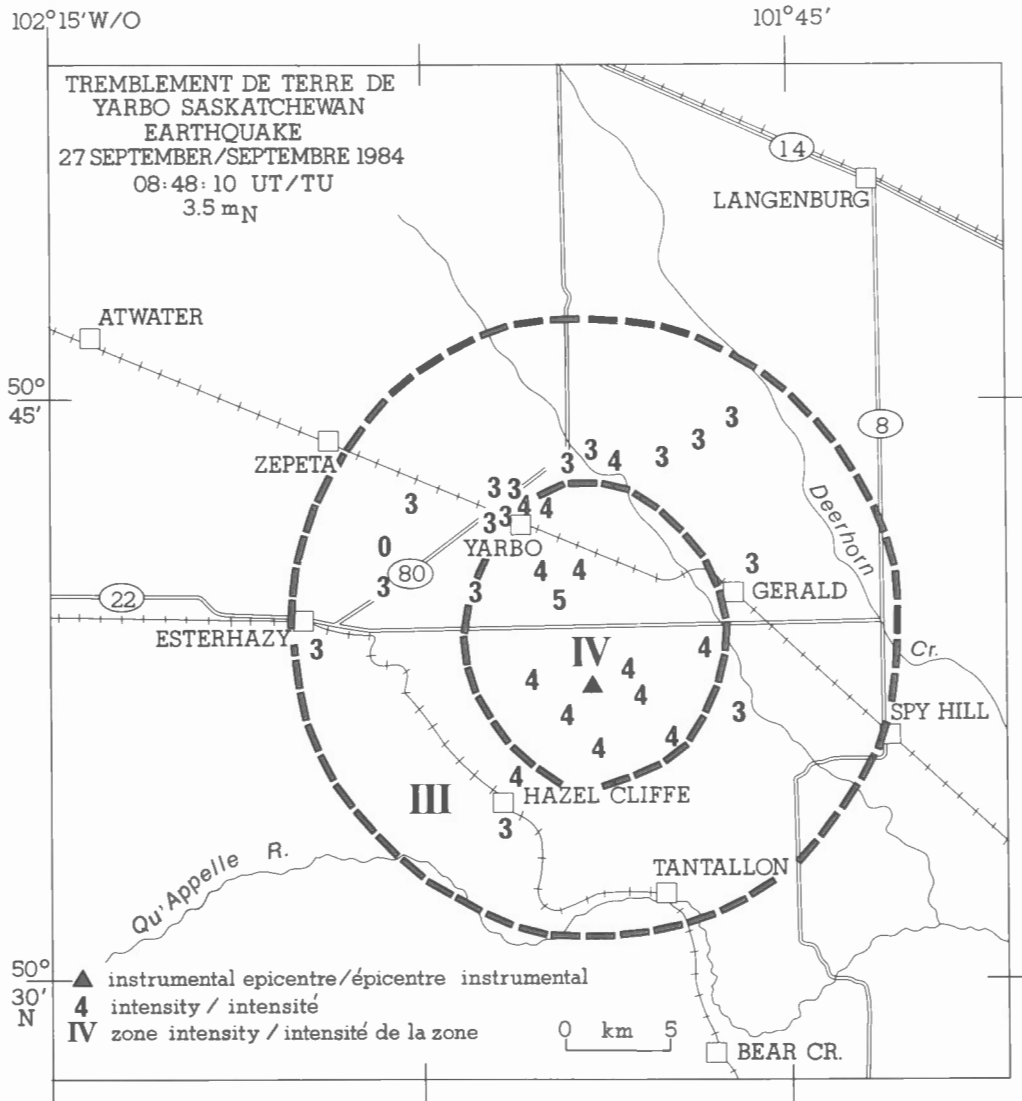 102°15'W/O
101°45'
TREMBLEMENT DE TERRE DE
YARBO SASKATCHEWAN
EARTHQUAKE
27 SEPTEMBER/SEPTEMBRE 1984
08:48:10 UT/TU
3.5 mN
14
LANGENBURG
ATWATER
50°
45'
8
3
3
3
3
3
4
ZEPETA
3
3
3
Deerhorn
4
4
3
3
YARBO
0
3
4
4
80
3
3
5
GERALD
22
ESTERHAZY
3
IV
4
Cr.
4
4
4
3
SPY HILL
4
4
4
4
HAZEL CLIFFE
III
3
TANTALLON
Qu'Appelle R.
50°
30'
N
▲ instrumental epicentre/épicentre instrumental
4 intensity / intensité
IV zone intensity / intensité de la zone
0 km 5
BEAR CR.